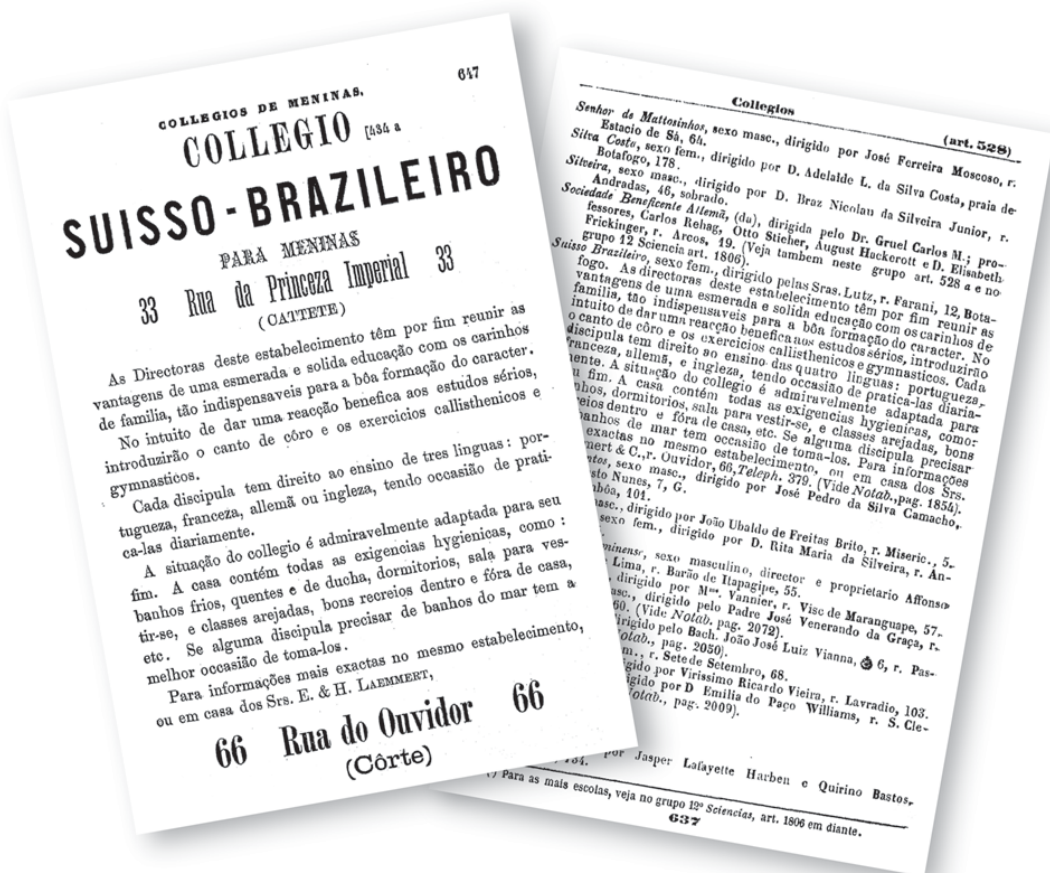 647
COLLEGIOS DE MENINAS.
COLLEGIO [434 a
SUISSO-BRAZILEIRO
PARA MENINAS
33 Rua da Princeza Imperial 33
(CATTETE)
As Directoras deste estabelecimento têm por fim reunir as
vantagens de uma esmerada e solida educação com os carinhos
de familia, tão indispensaveis para a bôa formação do caracter.
No intuito de dar uma reacção benefica aos estudos sérios,
introduzirão o canto de côro e os exercicios callisthenicos e
gymnasticos.
Cada discipula tem direito ao ensino de tres linguas: por-
tugueza, franceza, allemã ou ingleza, tendo occasião de prati-
ca-las diariamente.
A situação do collegio é admiravelmente adaptada para seu
fim. A casa contém todas as exigencias hygienicas, como:
banhos frios, quentes e de ducha, dormitorios, sala para ves-
tir-se, e classes arejadas, bons recreios dentro e fóra de casa,
etc. Se alguma discipula precisar de banhos do mar tem a
melhor occasião de toma-los.
Para informações mais exactas no mesmo estabelecimento,
ou em casa dos Srs. E. & H. LAEMMERT,
66 Rua do Ouvidor 66
(Côrte)
Collegios (art. 528)
Senhor de Mattosinhos, sexo masc., dirigido por José Ferreira Moscoso, r.
Estacio de Sá, 64.
Silva Costa, sexo fem., dirigido por D. Adelaide L. da Silva Costa, praia de
Botafogo, 178.
Silveira, sexo masc., dirigido por D. Braz Nicolau da Silveira Junior, r.
Andradas, 46, sobrado.
Sociedade Beneficente Allemã, (da), dirigida pelo Dr. Gruel Carlos M.; pro-
fessores, Carlos Rehag, Otto Stieher, August Hackerott e D. Elisabeth
Frickinger, r. Arcos, 19. (Veja tambem neste grupo art. 528 a e no
grupo 12 Sciencia art. 1806).
Suisso Brazileiro, sexo fem., dirigido pelas Sras. Lutz, r. Farani, 12, Bota-
fogo. As directoras deste estabelecimento têm por fim reunir as
vantagens de uma esmerada e solida educação com os carinhos de
familia, tão indispensaveis para a bôa formação do caracter. No
intuito de dar uma reacção benefica aos estudos sérios, introduzirão
o canto de côro e os exercicios callisthenicos e gymnasticos. Cada
discipula tem direito ao ensino das quatro linguas: portugueza,
franceza, allemã, e ingleza, tendo occasião de pratica-las diaria-
mente. A situação do collegio é admiravelmente adaptada para
fim. A casa contém todas as exigencias hygienicas, como:
dormitorios, sala para vestir-se, e classes arejadas, bons
dentro e fóra de casa, etc. Se alguma discipula precisar
banhos de mar tem occasião de toma-los. Para informações
exactas no mesmo estabelecimento, ou em casa dos Srs.
& C., r. Ouvidor, 66, Teleph. 379. (Vide Notab., pag. 1854).
sexo masc., dirigido por José Pedro da Silva Camacho,
Nunes, 7, G.
101.
masc., dirigido por João Ubaldo de Freitas Brito, r. Miseric., 5.
sexo fem., dirigido por D. Rita Maria da Silveira, r. An-
sexo masculino, director e proprietario Affonso
Lima, r. Barão de Itapagipe, 55.
dirigido por Mme. Vannier, r. Visc de Maranguape, 57.
dirigido pelo Padre José Venerando da Graça, r.
60. (Vide Notab. pag. 2072).
dirigido pelo Bach. João José Luiz Vianna, 6, r. Pas-
pag. 2050).
r. Sete de Setembro, 68.
por Virissimo Ricardo Vieira, r. Lavradio, 103.
por D Emilia do Paço Williams, r. S. Cle-
pag. 2009).
por Jasper Lafayette Harben e Quirino Bastos,
Para as mais escolas, veja no grupo 12º Sciencias, art. 1806 em diante.
637